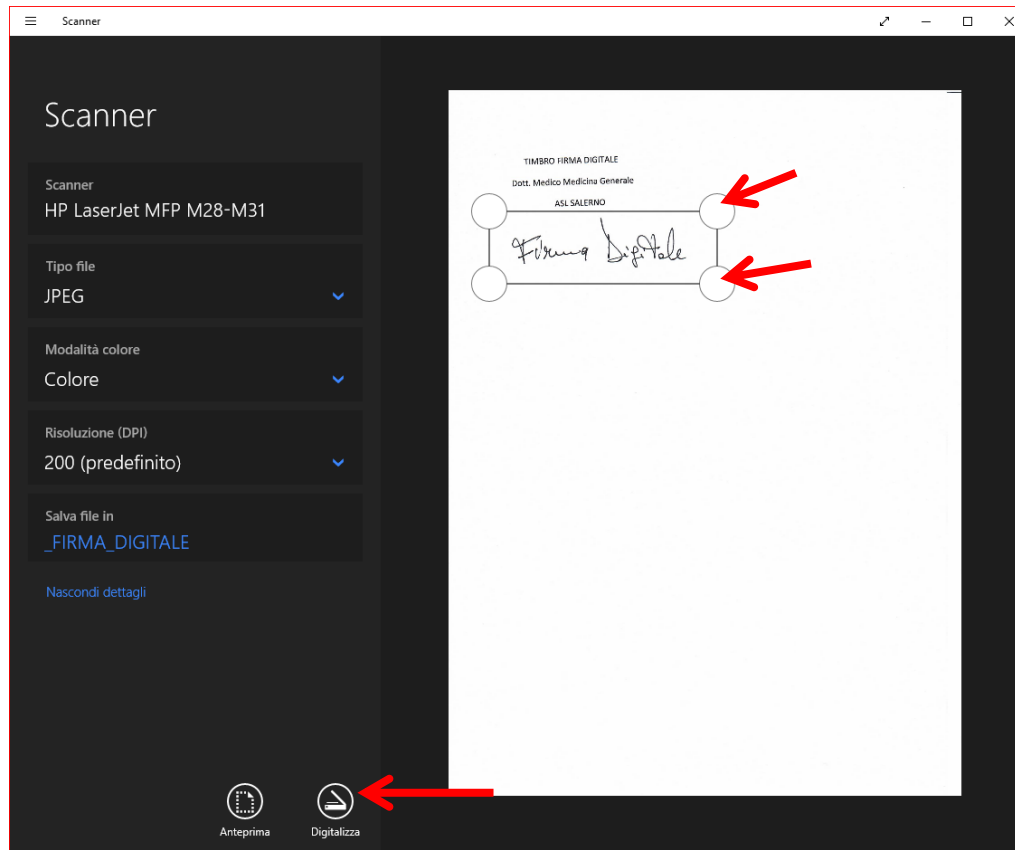 Scanner
Scanner
Scanner
HP LaserJet MFP M28-M31
Tipo file
JPEG
Modalità colore
Colore
Risoluzione (DPI)
200 (predefinito)
Salva file in
_FIRMA_DIGITALE
Nascondi dettagli
Anteprima
Digitalizza
TIMBRO FIRMA DIGITALE
Dott. Medico Medicina Generale
ASL SALERNO
Firma Digitale